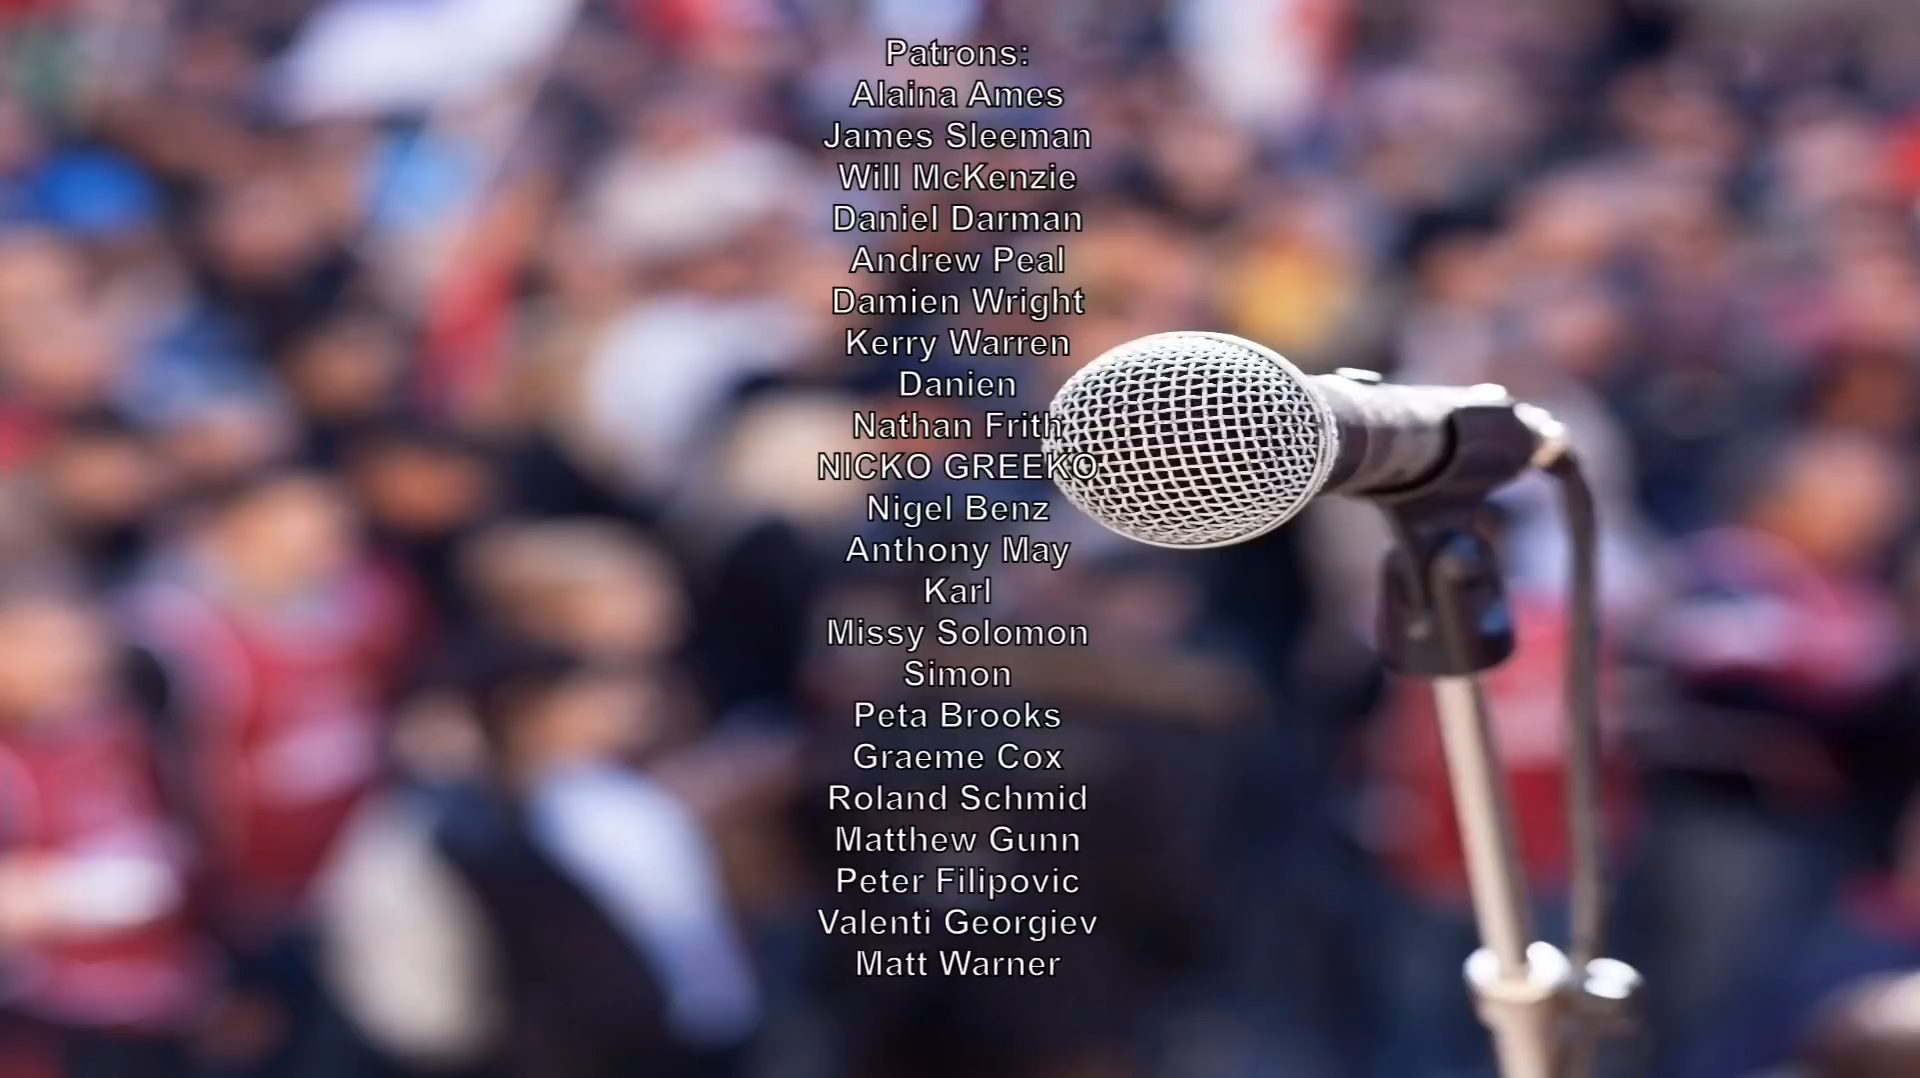 Patrons:
Alaina Ames
James Sleeman
Will McKenzie
Daniel Darman
Andrew Peal
Damien Wright
Kerry Warren
Danien
Nathan Frith
NICKO GREEKO
Nigel Benz
Anthony May
Karl
Missy Solomon
Simon
Peta Brooks
Graeme Cox
Roland Schmid
Matthew Gunn
Peter Filipovic
Valenti Georgiev
Matt Warner